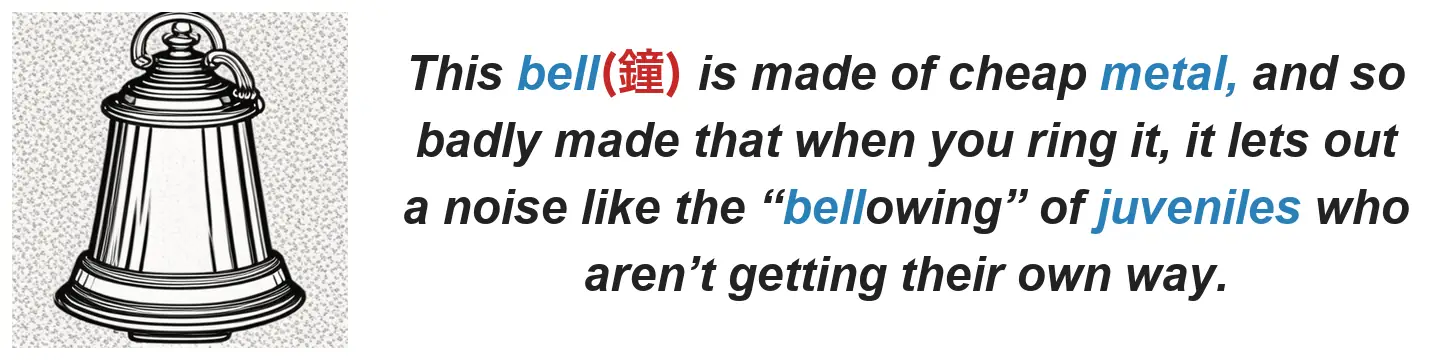 This bell(鐘) is made of cheap metal, and so
badly made that when you ring it, it lets out
a noise like the “bellowing” of juveniles who
aren’t getting their own way.